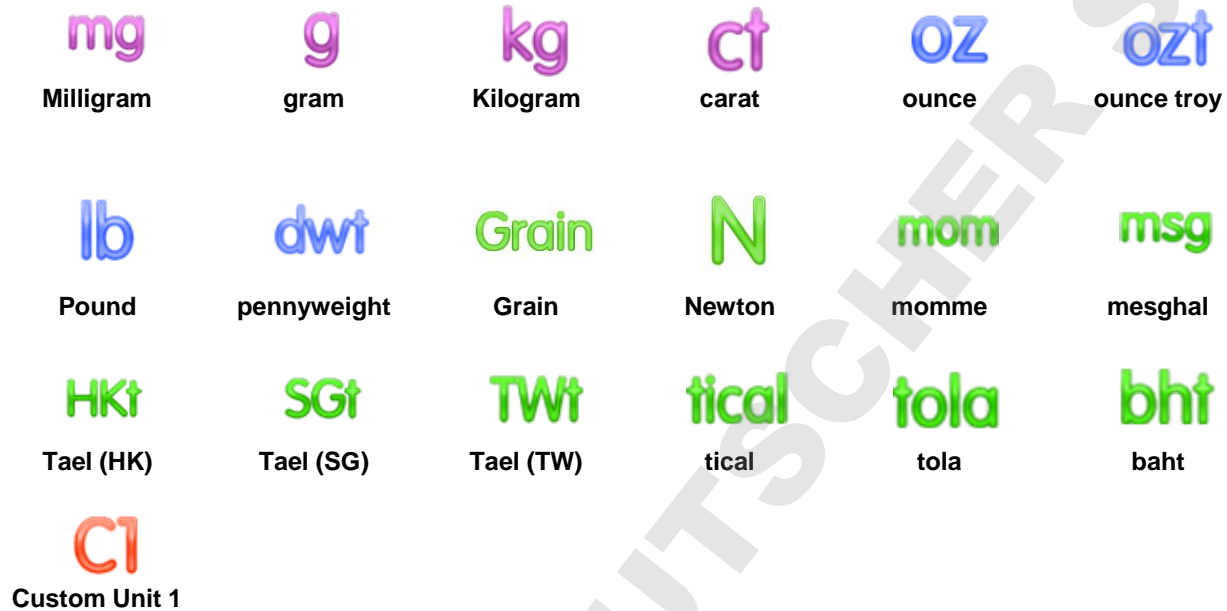 mg g kg ct oz ozt
Milligram gram Kilogram carat ounce ounce troy
lb dwt Grain N mom msg
Pound pennyweight Grain Newton momme mesghal
HKt SGt TWt tical tola bht
Tael (HK) Tael (SG) Tael (TW) tical tola baht
C1
Custom Unit 1
UTSCHER S